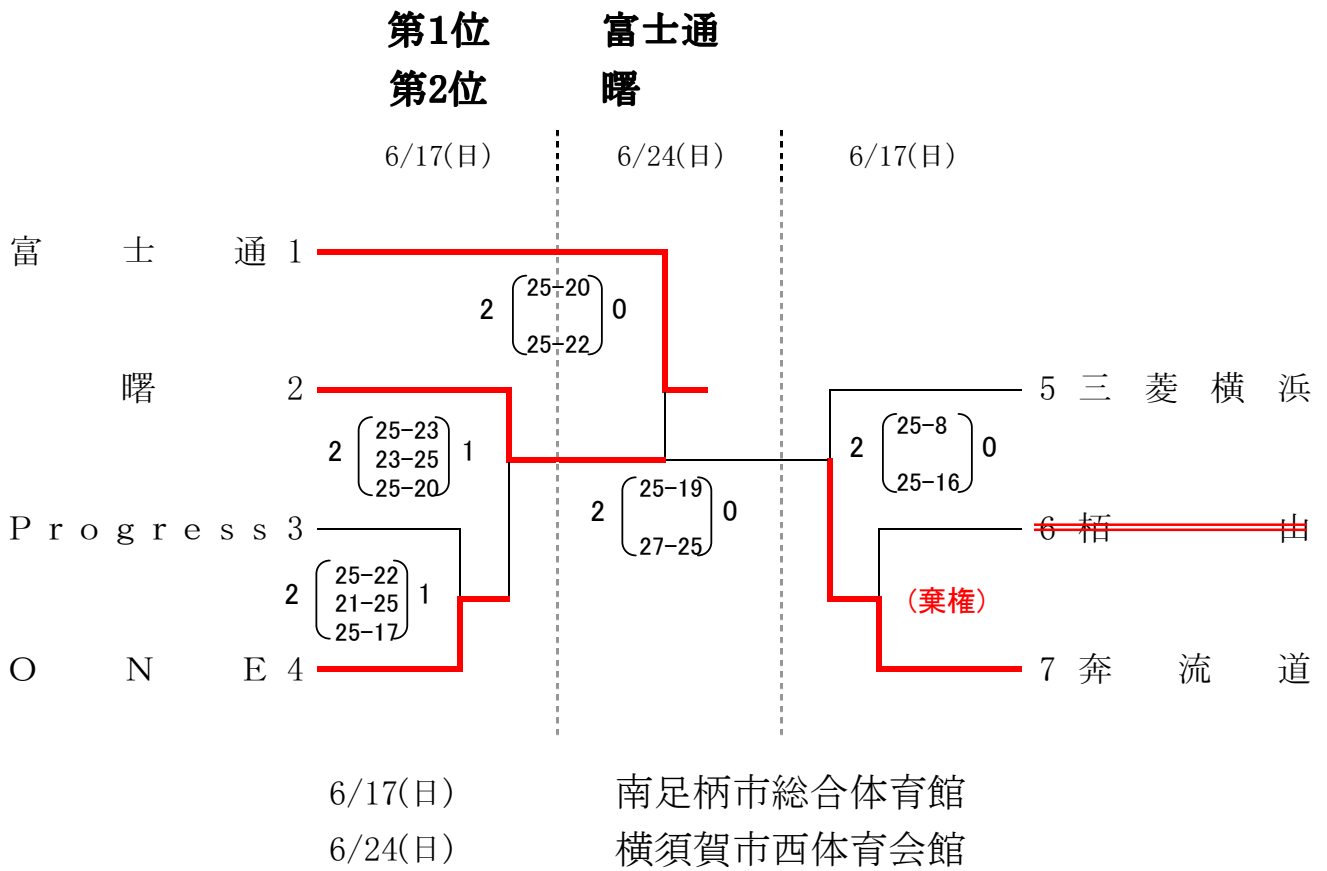 第1位 富士通
第2位 曙
6/17(日) 6/24(日) 6/17(日)
富士通 1
2 25-20 0
25-22
曙 2
5 三菱横浜
2 25-23 1
23-25
25-20
2 25-8 0
25-16
2 25-19 0
27-25
Progress 3
6 栢山
2 25-22 1
21-25
25-17
(棄権)
ONE 4
7 奔流道
6/17(日) 南足柄市総合体育館
6/24(日) 横須賀市西体育会館